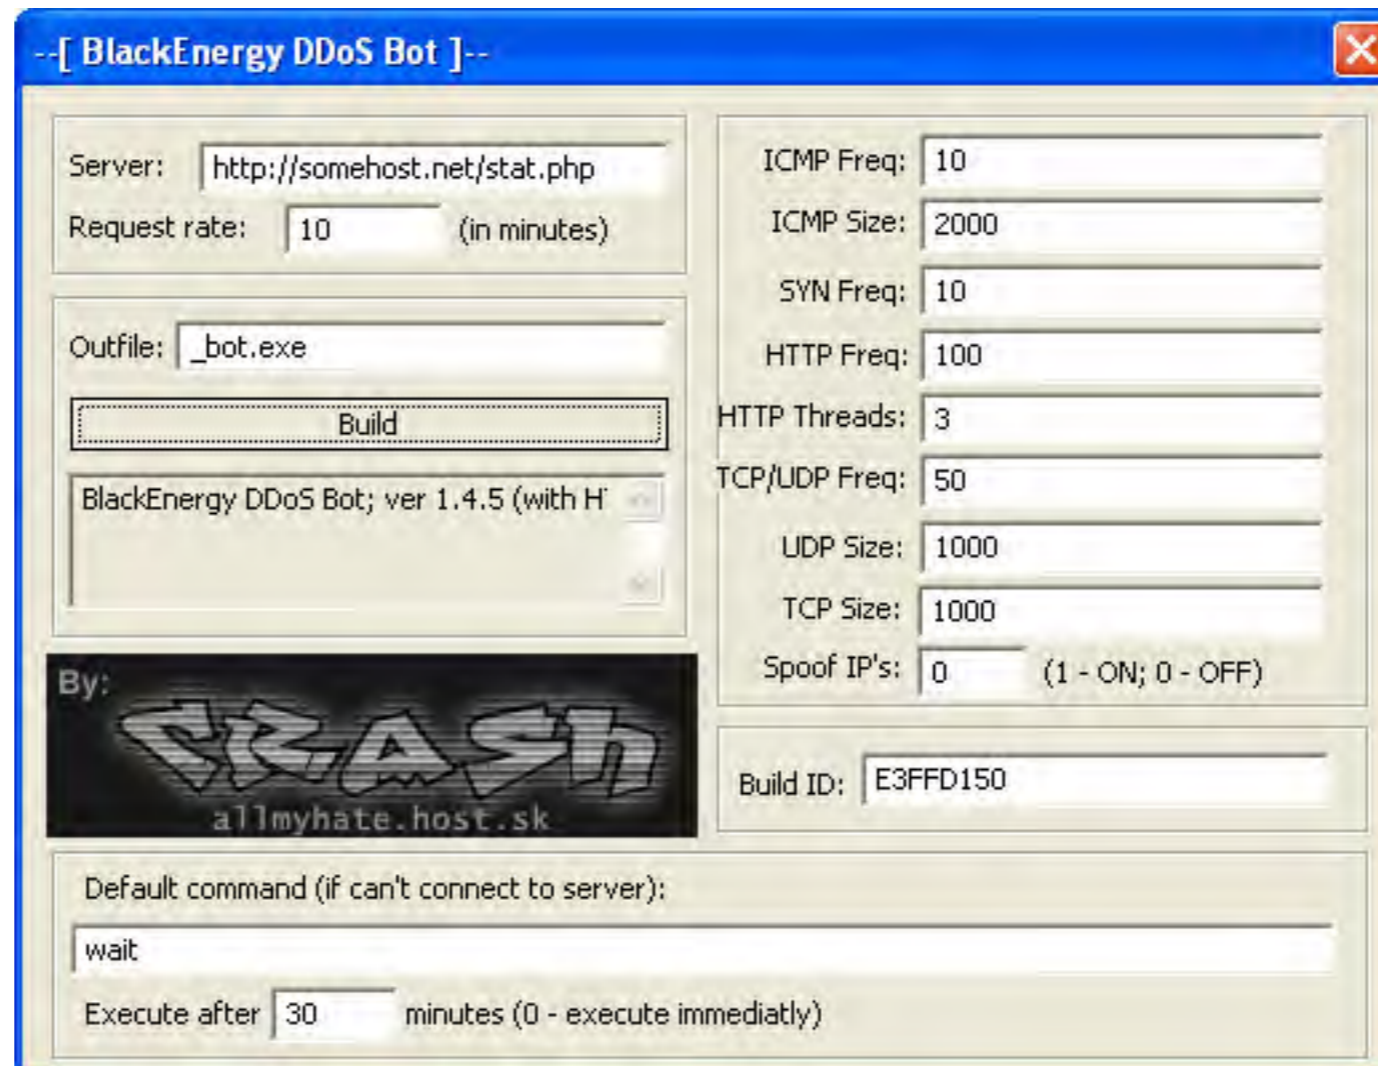 --[ BlackEnergy DDoS Bot ]--
Server: http://somehost.net/stat.php
Request rate: 10 (in minutes)
Outfile: _bot.exe
Build
BlackEnergy DDoS Bot; ver 1.4.5 (with H
By:
CRASh
allmyhate.host.sk
ICMP Freq: 10
ICMP Size: 2000
SYN Freq: 10
HTTP Freq: 100
HTTP Threads: 3
TCP/UDP Freq: 50
UDP Size: 1000
TCP Size: 1000
Spoof IP's: 0 (1 - ON; 0 - OFF)
Build ID: E3FFD150
Default command (if can't connect to server):
wait
Execute after 30 minutes (0 - execute immediatly)